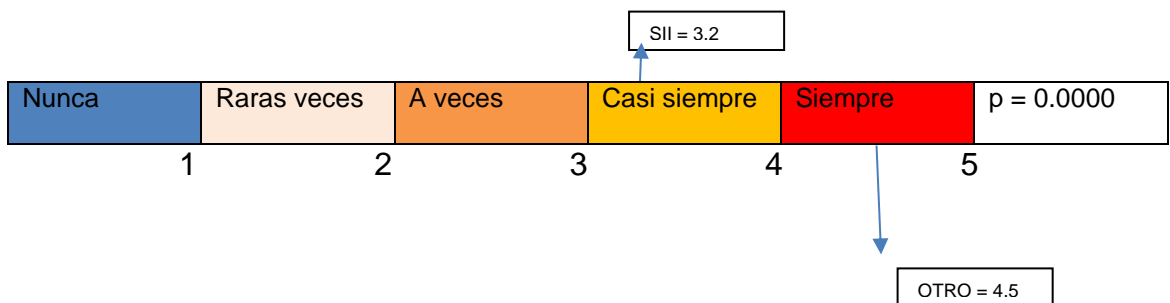 SII = 3.2
Nunca Raras veces A veces Casi siempre Siempre p = 0.0000
1 2 3 4 5
OTRO = 4.5